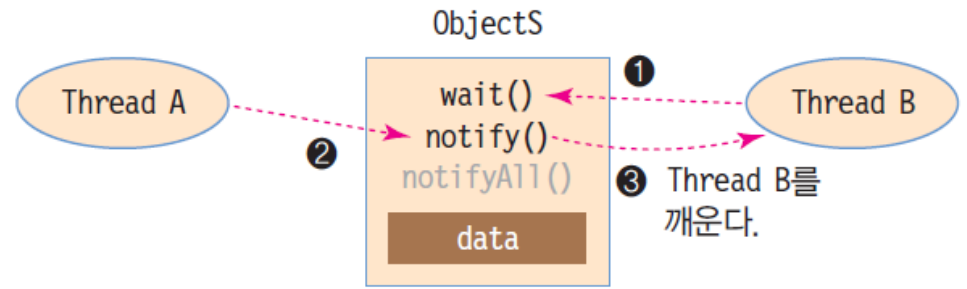 ObjectS
Thread A
wait()
❶
Thread B
❷
notify()
notifyAll()
❸ Thread B를
깨운다.
data